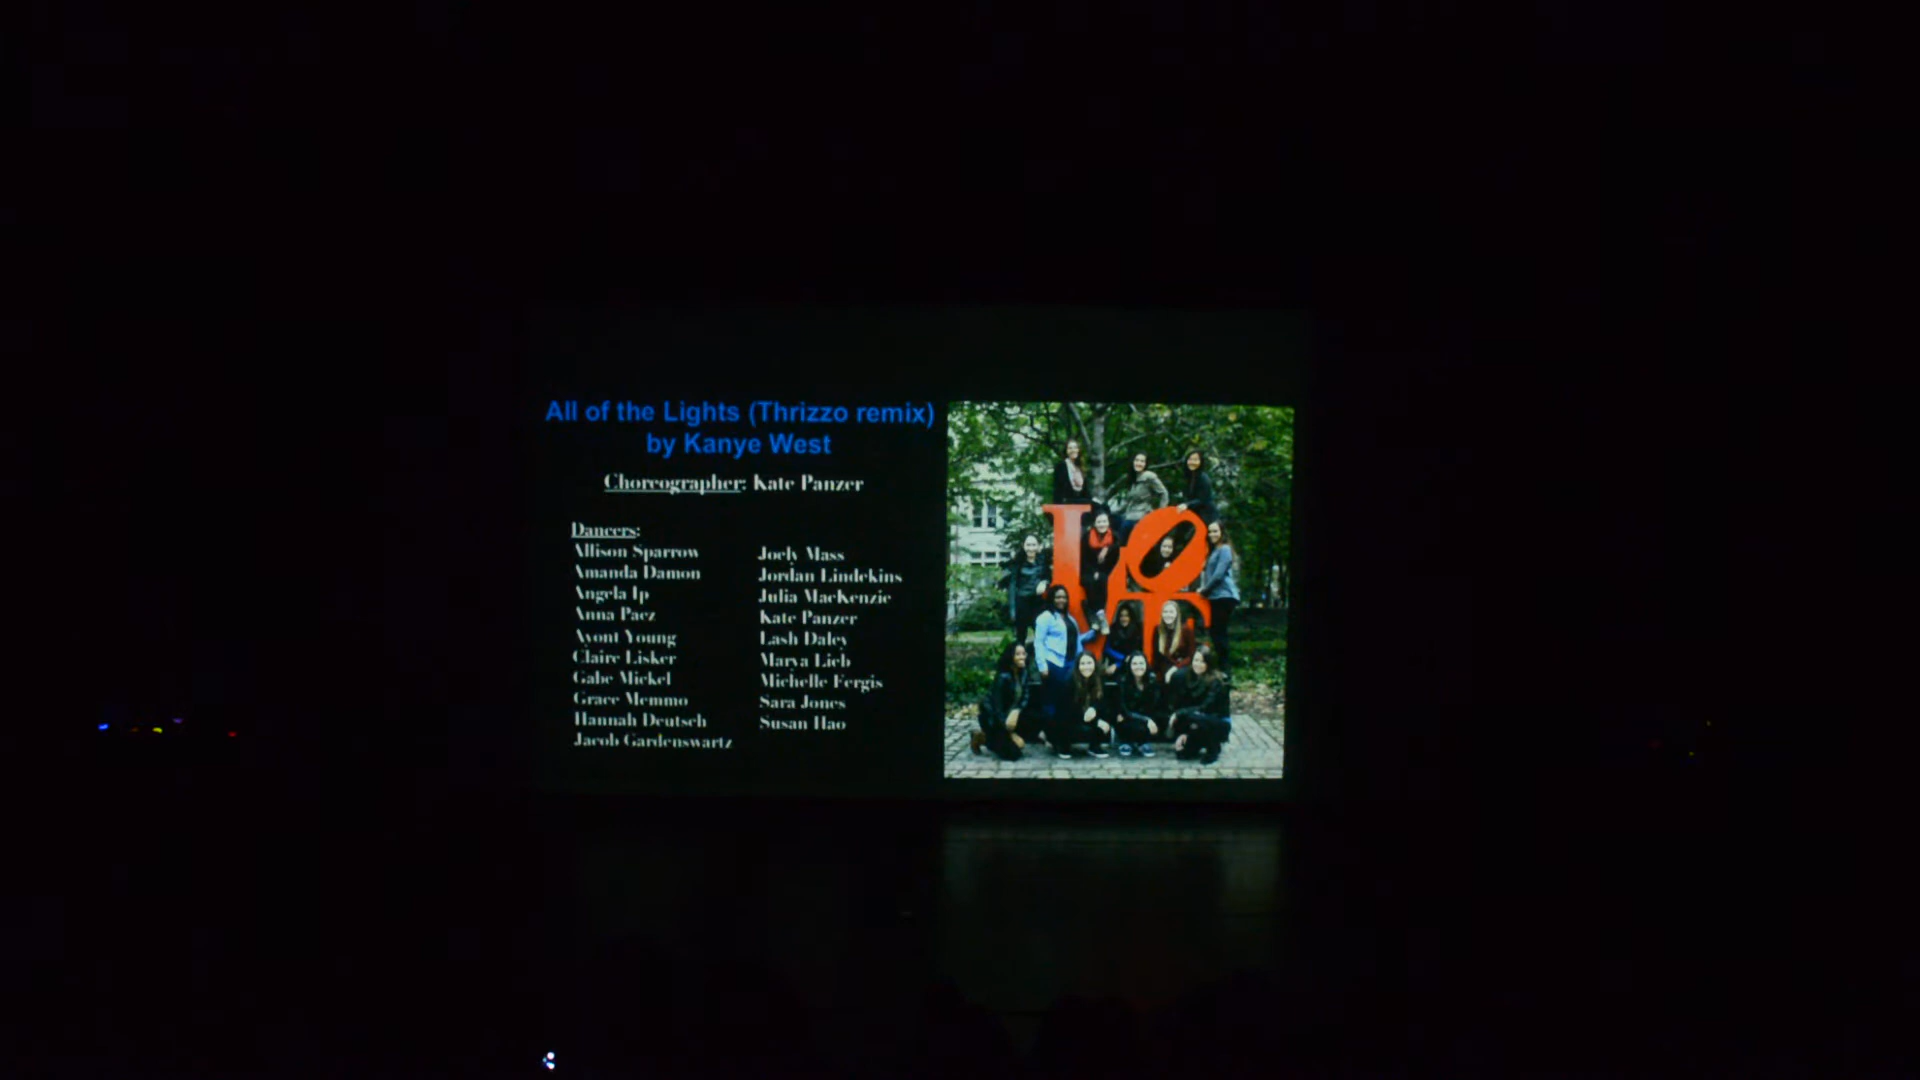 All of the Lights (Thrizzo remix)
by Kanye West
Choreographer: Kate Panzer
Dancers:
Allison Sparrow
Amanda Damon
Angela Ip
Anna Paez
Ayont Young
Claire Lisker
Gabe Mickel
Grace Memmo
Hannah Deutsch
Jacob Gardenswartz
Joely Mass
Jordan Lindekins
Julia MacKenzie
Kate Panzer
Lash Daley
Marya Lieb
Michelle Fergis
Sara Jones
Susan Hao
LO